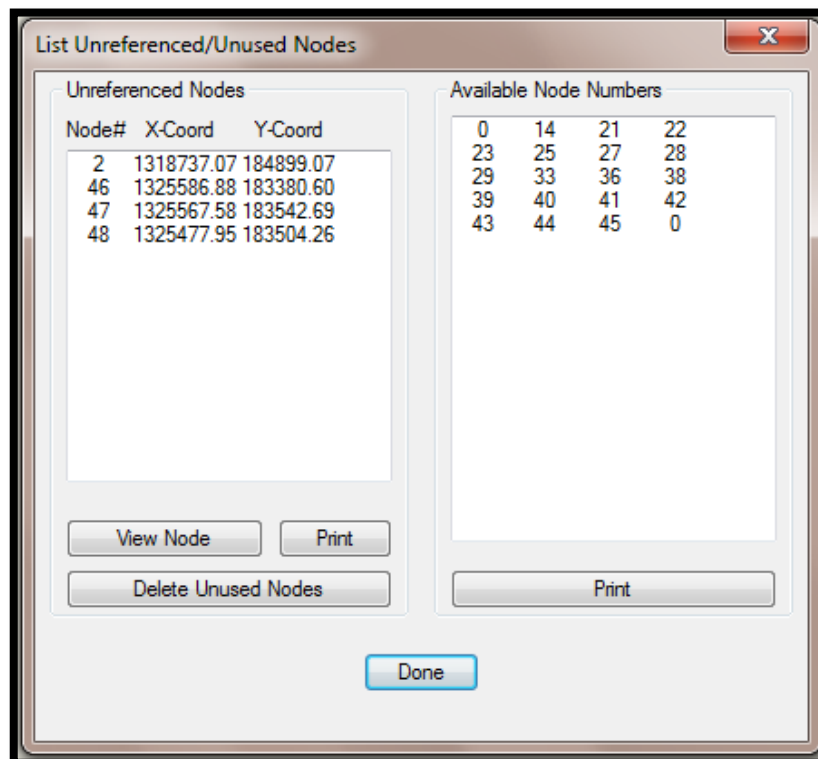 List Unreferenced/Unused Nodes
X
Unreferenced Nodes
Node# X-Coord Y-Coord
2 1318737.07 184899.07
46 1325586.88 183380.60
47 1325567.58 183542.69
48 1325477.95 183504.26
View Node Print
Delete Unused Nodes
Available Node Numbers
0 14 21 22
23 25 27 28
29 33 36 38
39 40 41 42
43 44 45 0
Print
Done